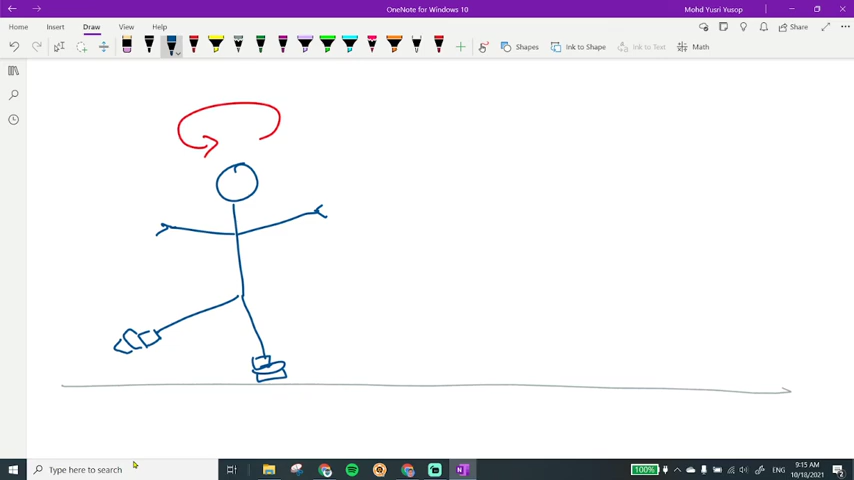 OneNote for Windows 10
Mohd Yusri Yusop
Home Insert Draw View Help
Share
Shapes Ink to Shape Ink to Text Math
Type here to search
100%
ENG
9:15 AM
10/18/2021
2